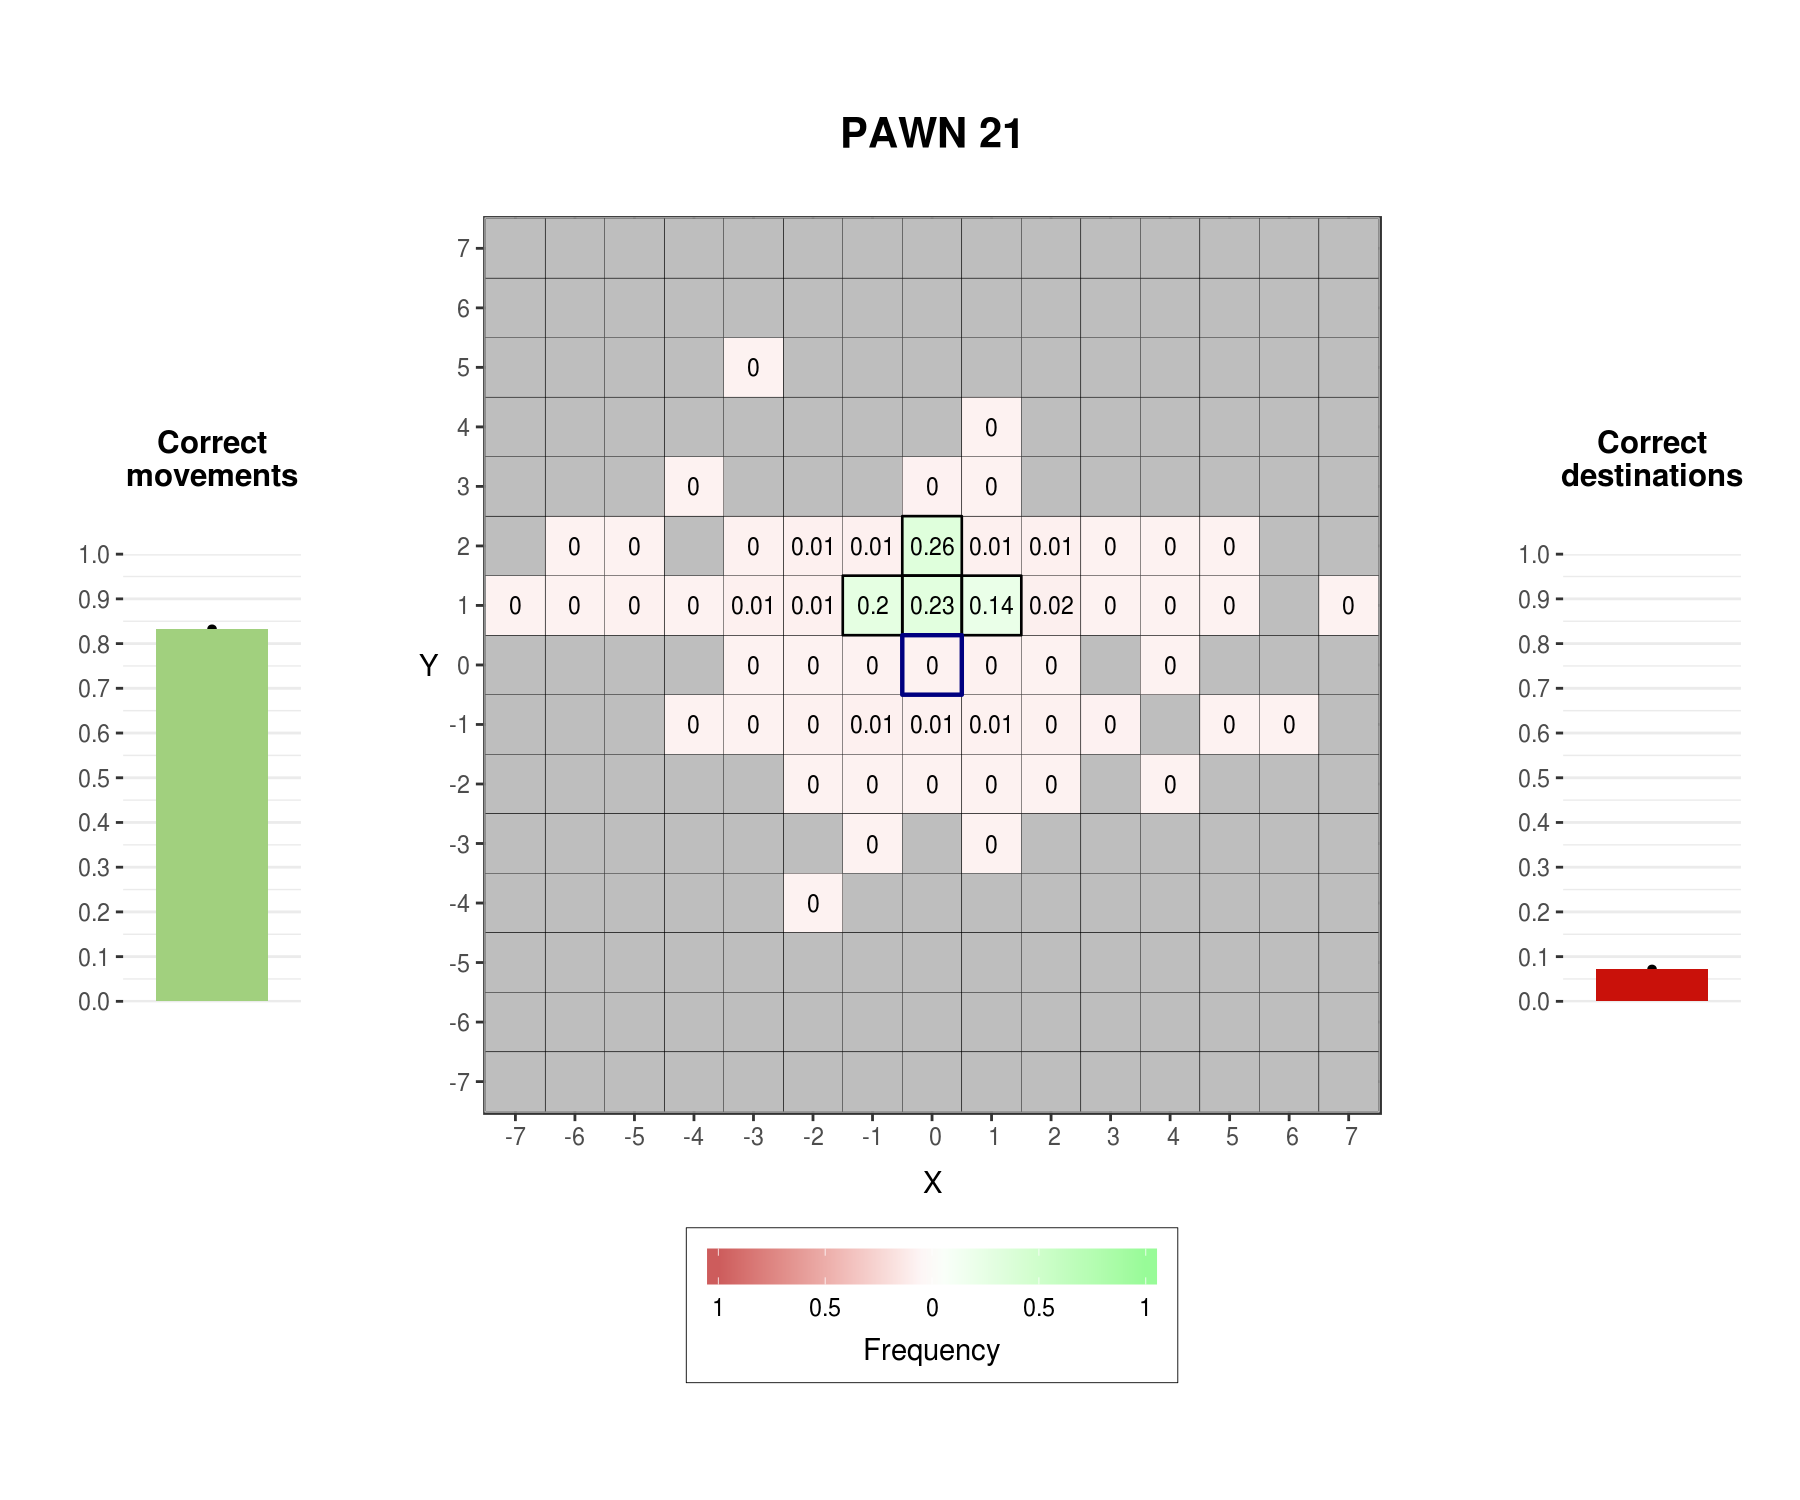 PAWN 21
Correct
movements
1.0
0.9
0.8
0.7
0.6
0.5
0.4
0.3
0.2
0.1
0.0
Y
7
6
5 0
4 0
3 0 0 0
2 0 0 0 0.01 0.01 0.26 0.01 0.01 0 0 0
1 0 0 0 0 0.01 0.01 0.2 0.23 0.14 0.02 0 0 0 0
0 0 0 0 0 0 0 0
-1 0 0 0 0.01 0.01 0.01 0 0 0 0
-2 0 0 0 0 0 0
-3 0 0
-4 0
-5
-6
-7
-7 -6 -5 -4 -3 -2 -1 0 1 2 3 4 5 6 7
X
1 0.5 0 0.5 1
Frequency
Correct
destinations
1.0
0.9
0.8
0.7
0.6
0.5
0.4
0.3
0.2
0.1
0.0